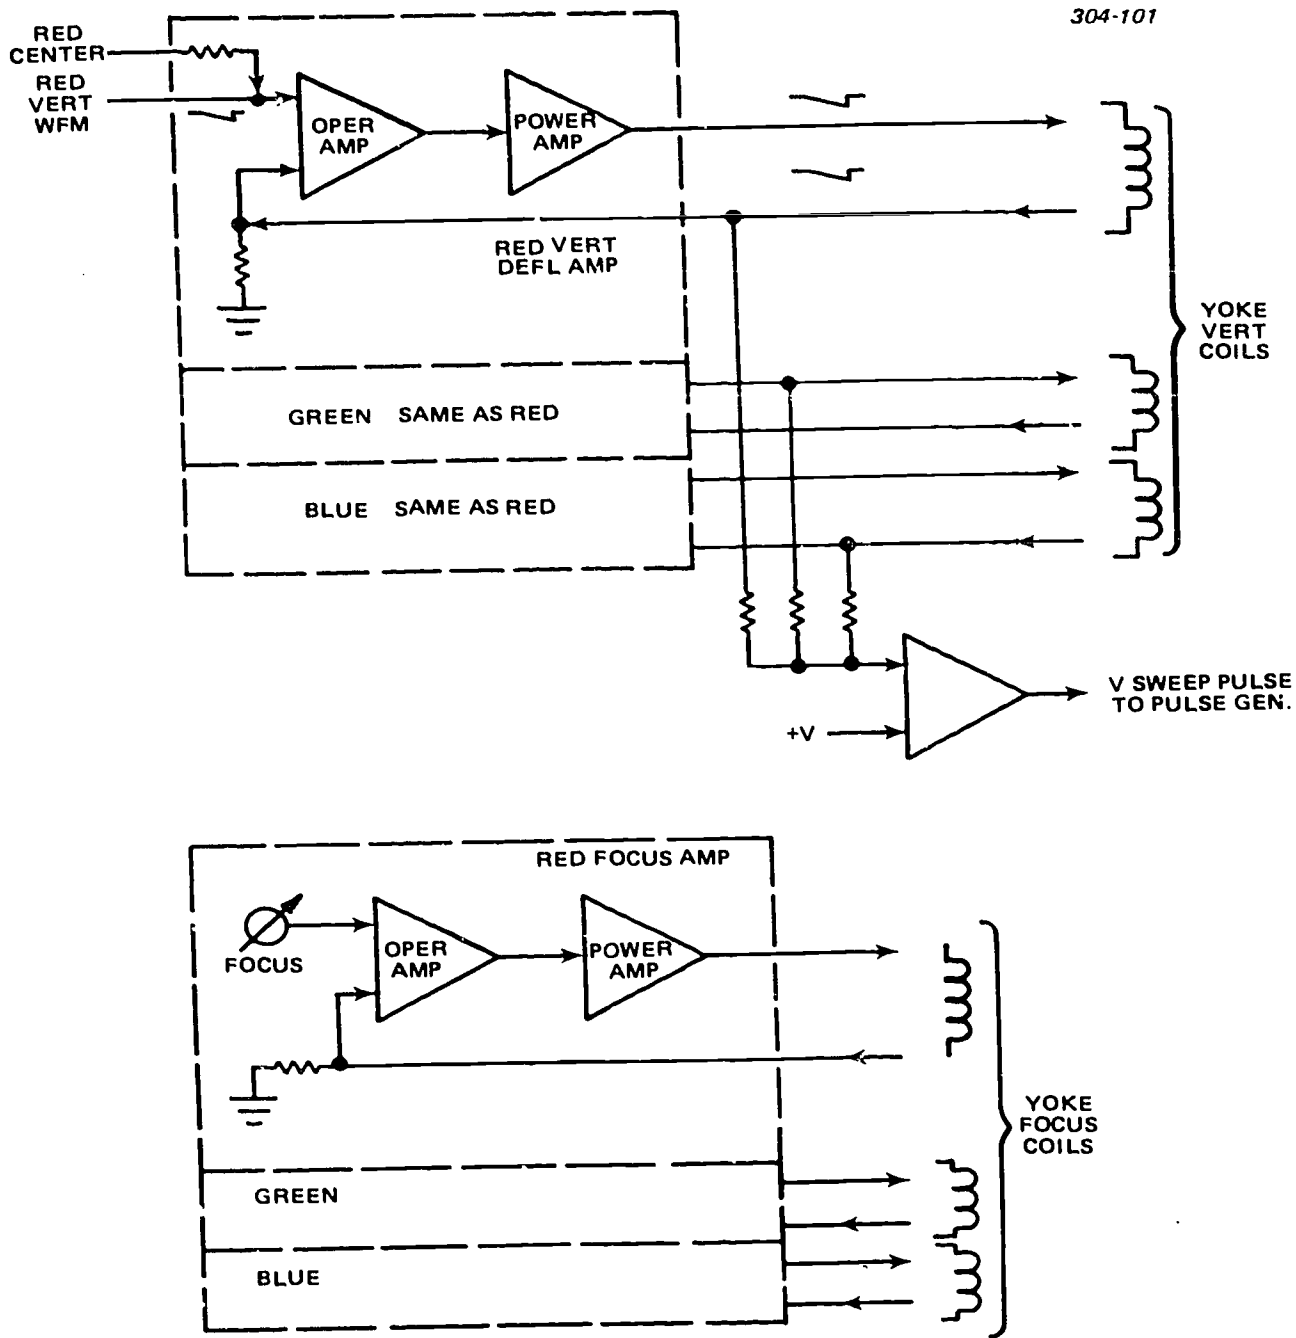 304-101
RED
CENTER
RED
VERT
WFM
OPER
AMP
POWER
AMP
RED VERT
DEFL AMP
YOKE
VERT
COILS
GREEN SAME AS RED
BLUE SAME AS RED
+V
V SWEEP PULSE
TO PULSE GEN.
RED FOCUS AMP
FOCUS
OPER
AMP
POWER
AMP
YOKE
FOCUS
COILS
GREEN
BLUE